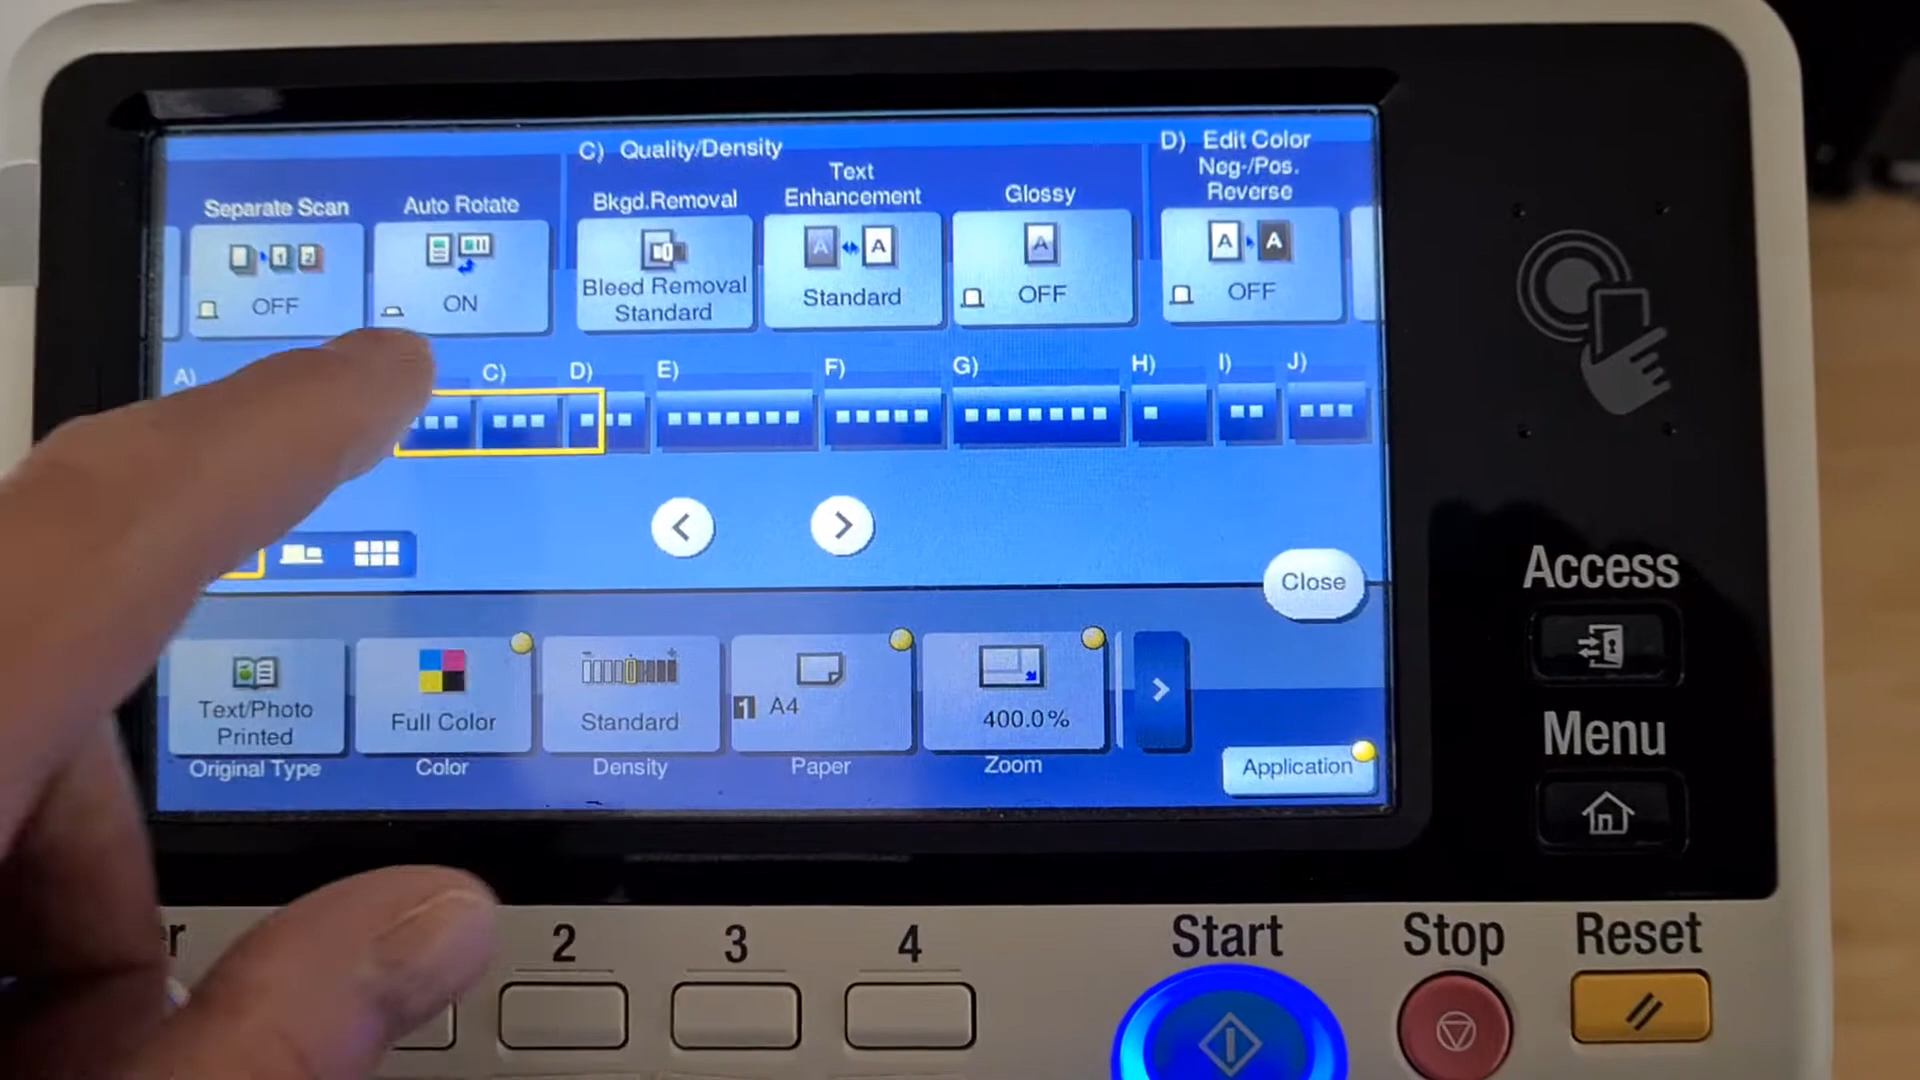 C) Quality/Density
D) Edit Color
Separate Scan
OFF
Auto Rotate
ON
Bkgd.Removal
Bleed Removal
Standard
Text
Enhancement
Standard
Glossy
OFF
Neg-/Pos.
Reverse
OFF
A)
C)
D)
E)
F)
G)
H)
I)
J)
Close
Text/Photo
Printed
Original Type
Full Color
Color
Standard
Density
1 A4
Paper
400.0%
Zoom
Application
Access
Menu
2
3
4
Start
Stop
Reset